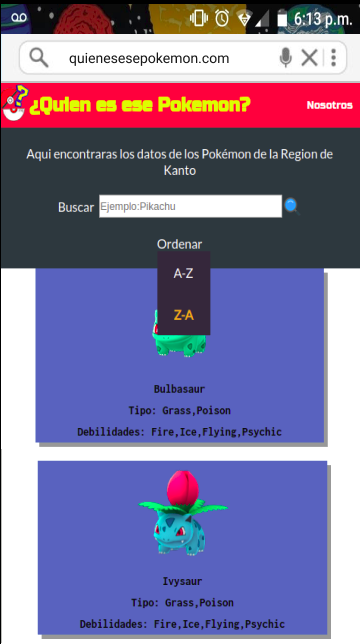 6:13 p.m.
quienesesepokemon.com
¿Quien es ese Pokemon?
Nosotros
Aqui encontraras los datos de los Pokémon de la Region de
Kanto
Buscar Ejemplo:Pikachu
Ordenar
A-Z
Z-A
Bulbasaur
Tipo: Grass,Poison
Debilidades: Fire,Ice,Flying,Psychic
Ivysaur
Tipo: Grass,Poison
Debilidades: Fire,Ice,Flying,Psychic